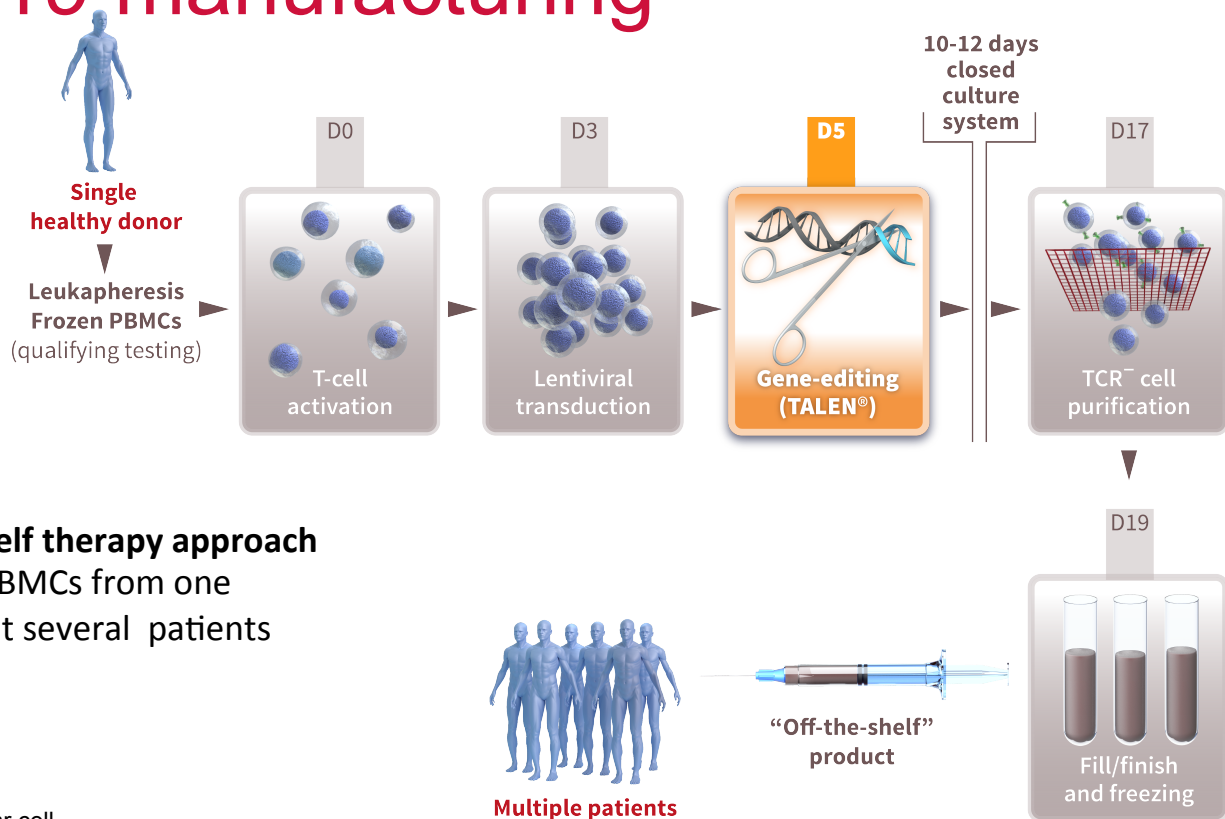 manufacturing
10-12 days
closed
culture
system
D0
D3
D5
D17
Single
healthy donor
Leukapheresis
Frozen PBMCs
(qualifying testing)
T-cell
activation
Lentiviral
transduction
Gene-editing
(TALEN®)
TCR⁻ cell
purification
D19
elf therapy approach
BMCs from one
t several patients
"Off-the-shelf"
product
Multiple patients
Fill/finish
and freezing